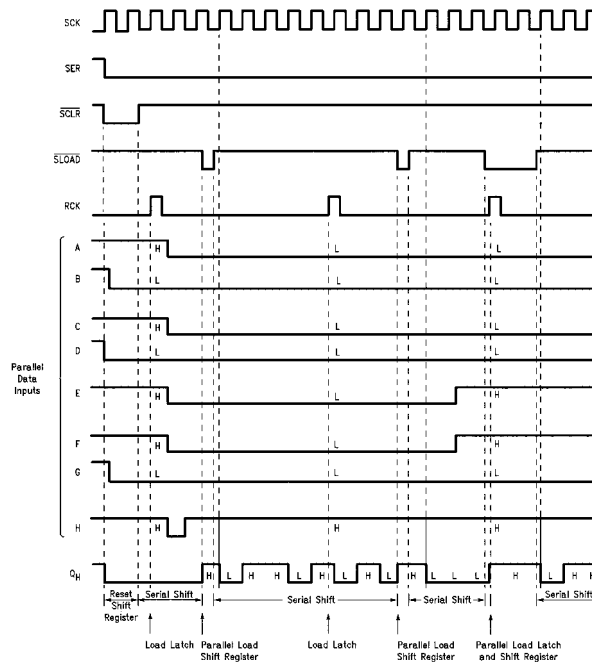 SCK
SER
SCLR
SLOAD
RCK
A H L L
B L L L
C H L L
D L L L
Parallel
Data
Inputs
E H L H
F H L H
G L L L
H H H H
QH H L H H L H L H L H L L L H L H H
Reset
Shift
Register
Serial Shift
Serial Shift
Serial Shift
Serial Shift
Load Latch
Parallel Load
Shift Register
Load Latch
Parallel Load
Shift Register
Parallel Load Latch
and Shift Register